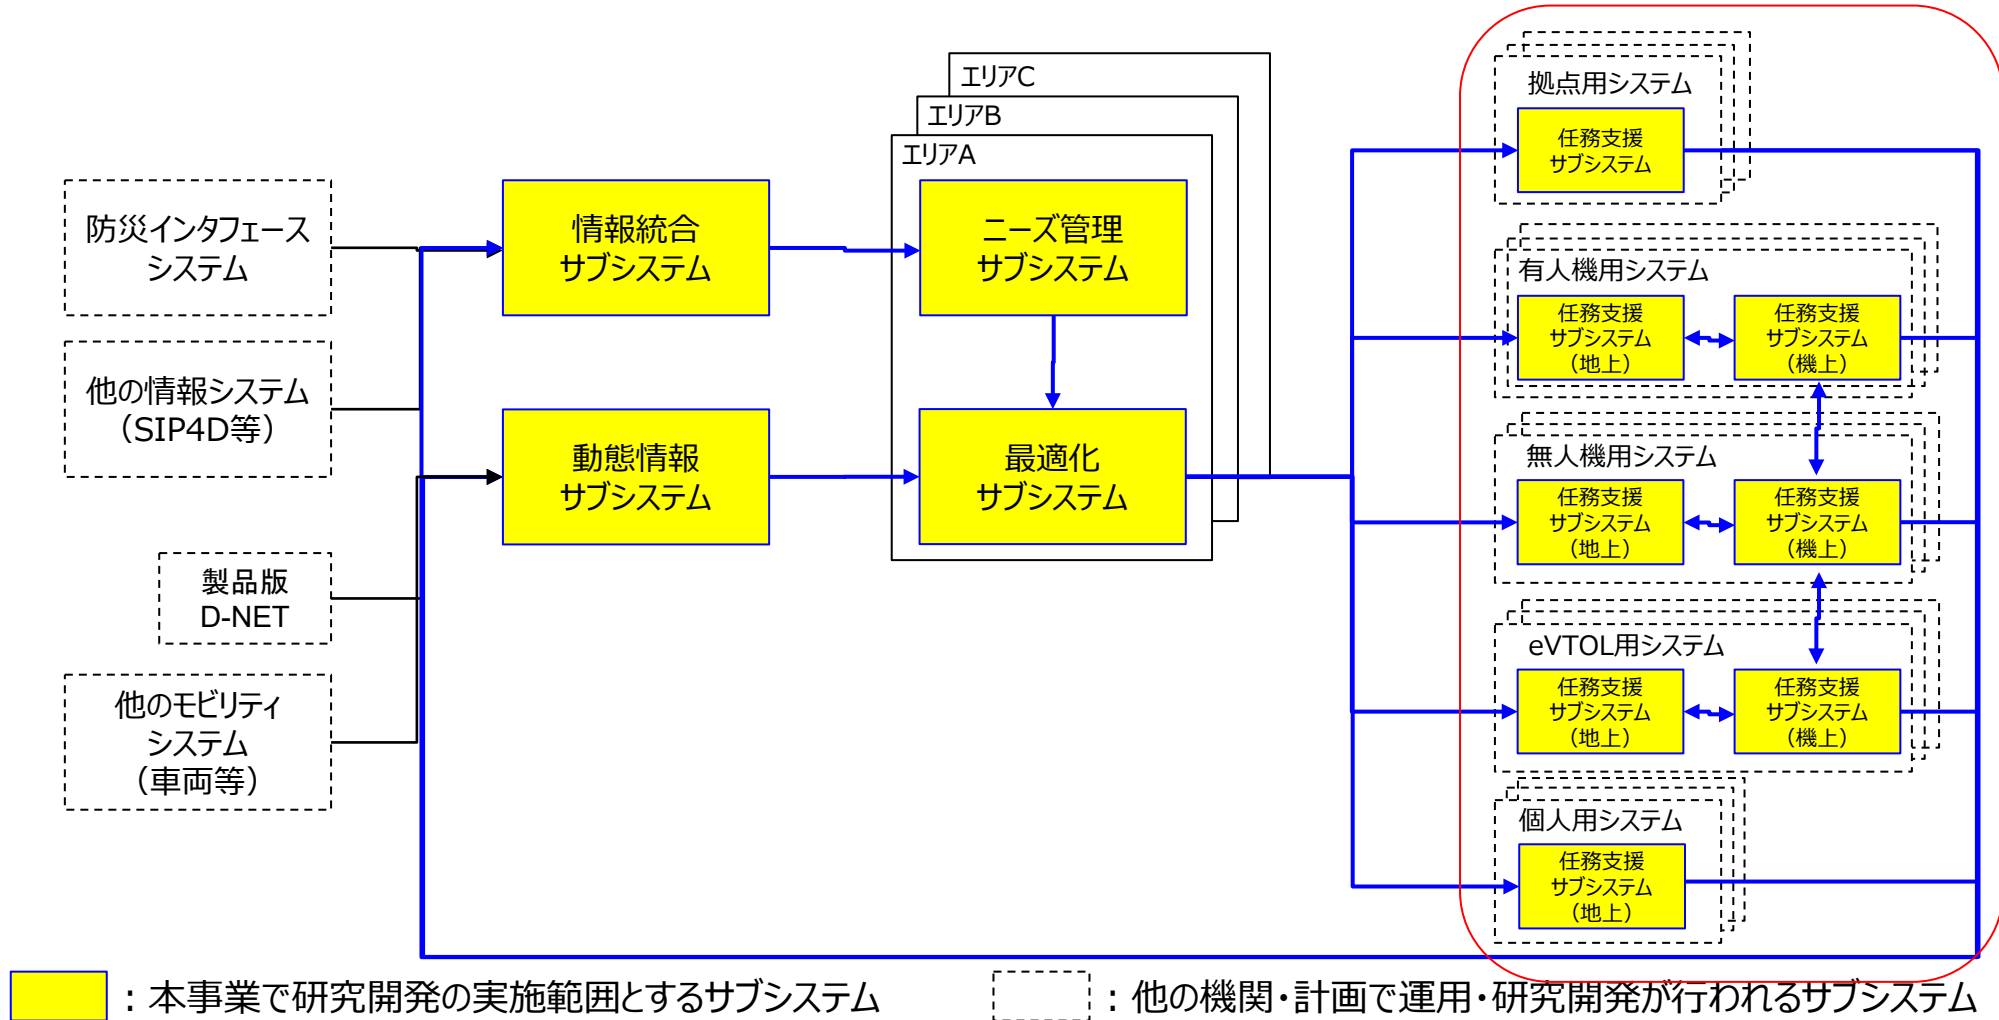 防災インタフェース
システム
他の情報システム
（SIP4D等）
製品版
D-NET
他のモビリティ
システム
（車両等）
情報統合
サブシステム
動態情報
サブシステム
エリアC
エリアB
エリアA
ニーズ管理
サブシステム
最適化
サブシステム
拠点用システム
任務支援
サブシステム
有人機用システム
任務支援
サブシステム
（地上）
任務支援
サブシステム
（機上）
無人機用システム
任務支援
サブシステム
（地上）
任務支援
サブシステム
（機上）
eVTOL用システム
任務支援
サブシステム
（地上）
任務支援
サブシステム
（機上）
個人用システム
任務支援
サブシステム
（地上）
：本事業で研究開発の実施範囲とするサブシステム
：他の機関・計画で運用・研究開発が行われるサブシステム